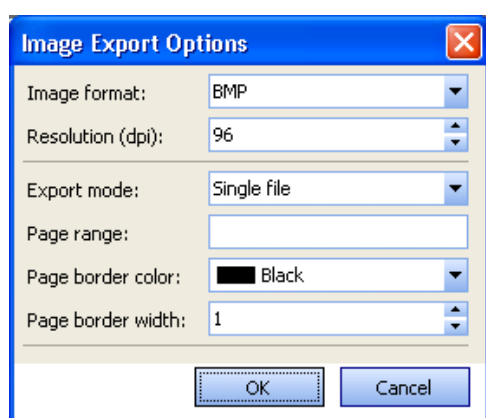 Image Export Options
Image format: BMP
Resolution (dpi): 96
Export mode: Single file
Page range:
Page border color: Black
Page border width: 1
OK Cancel